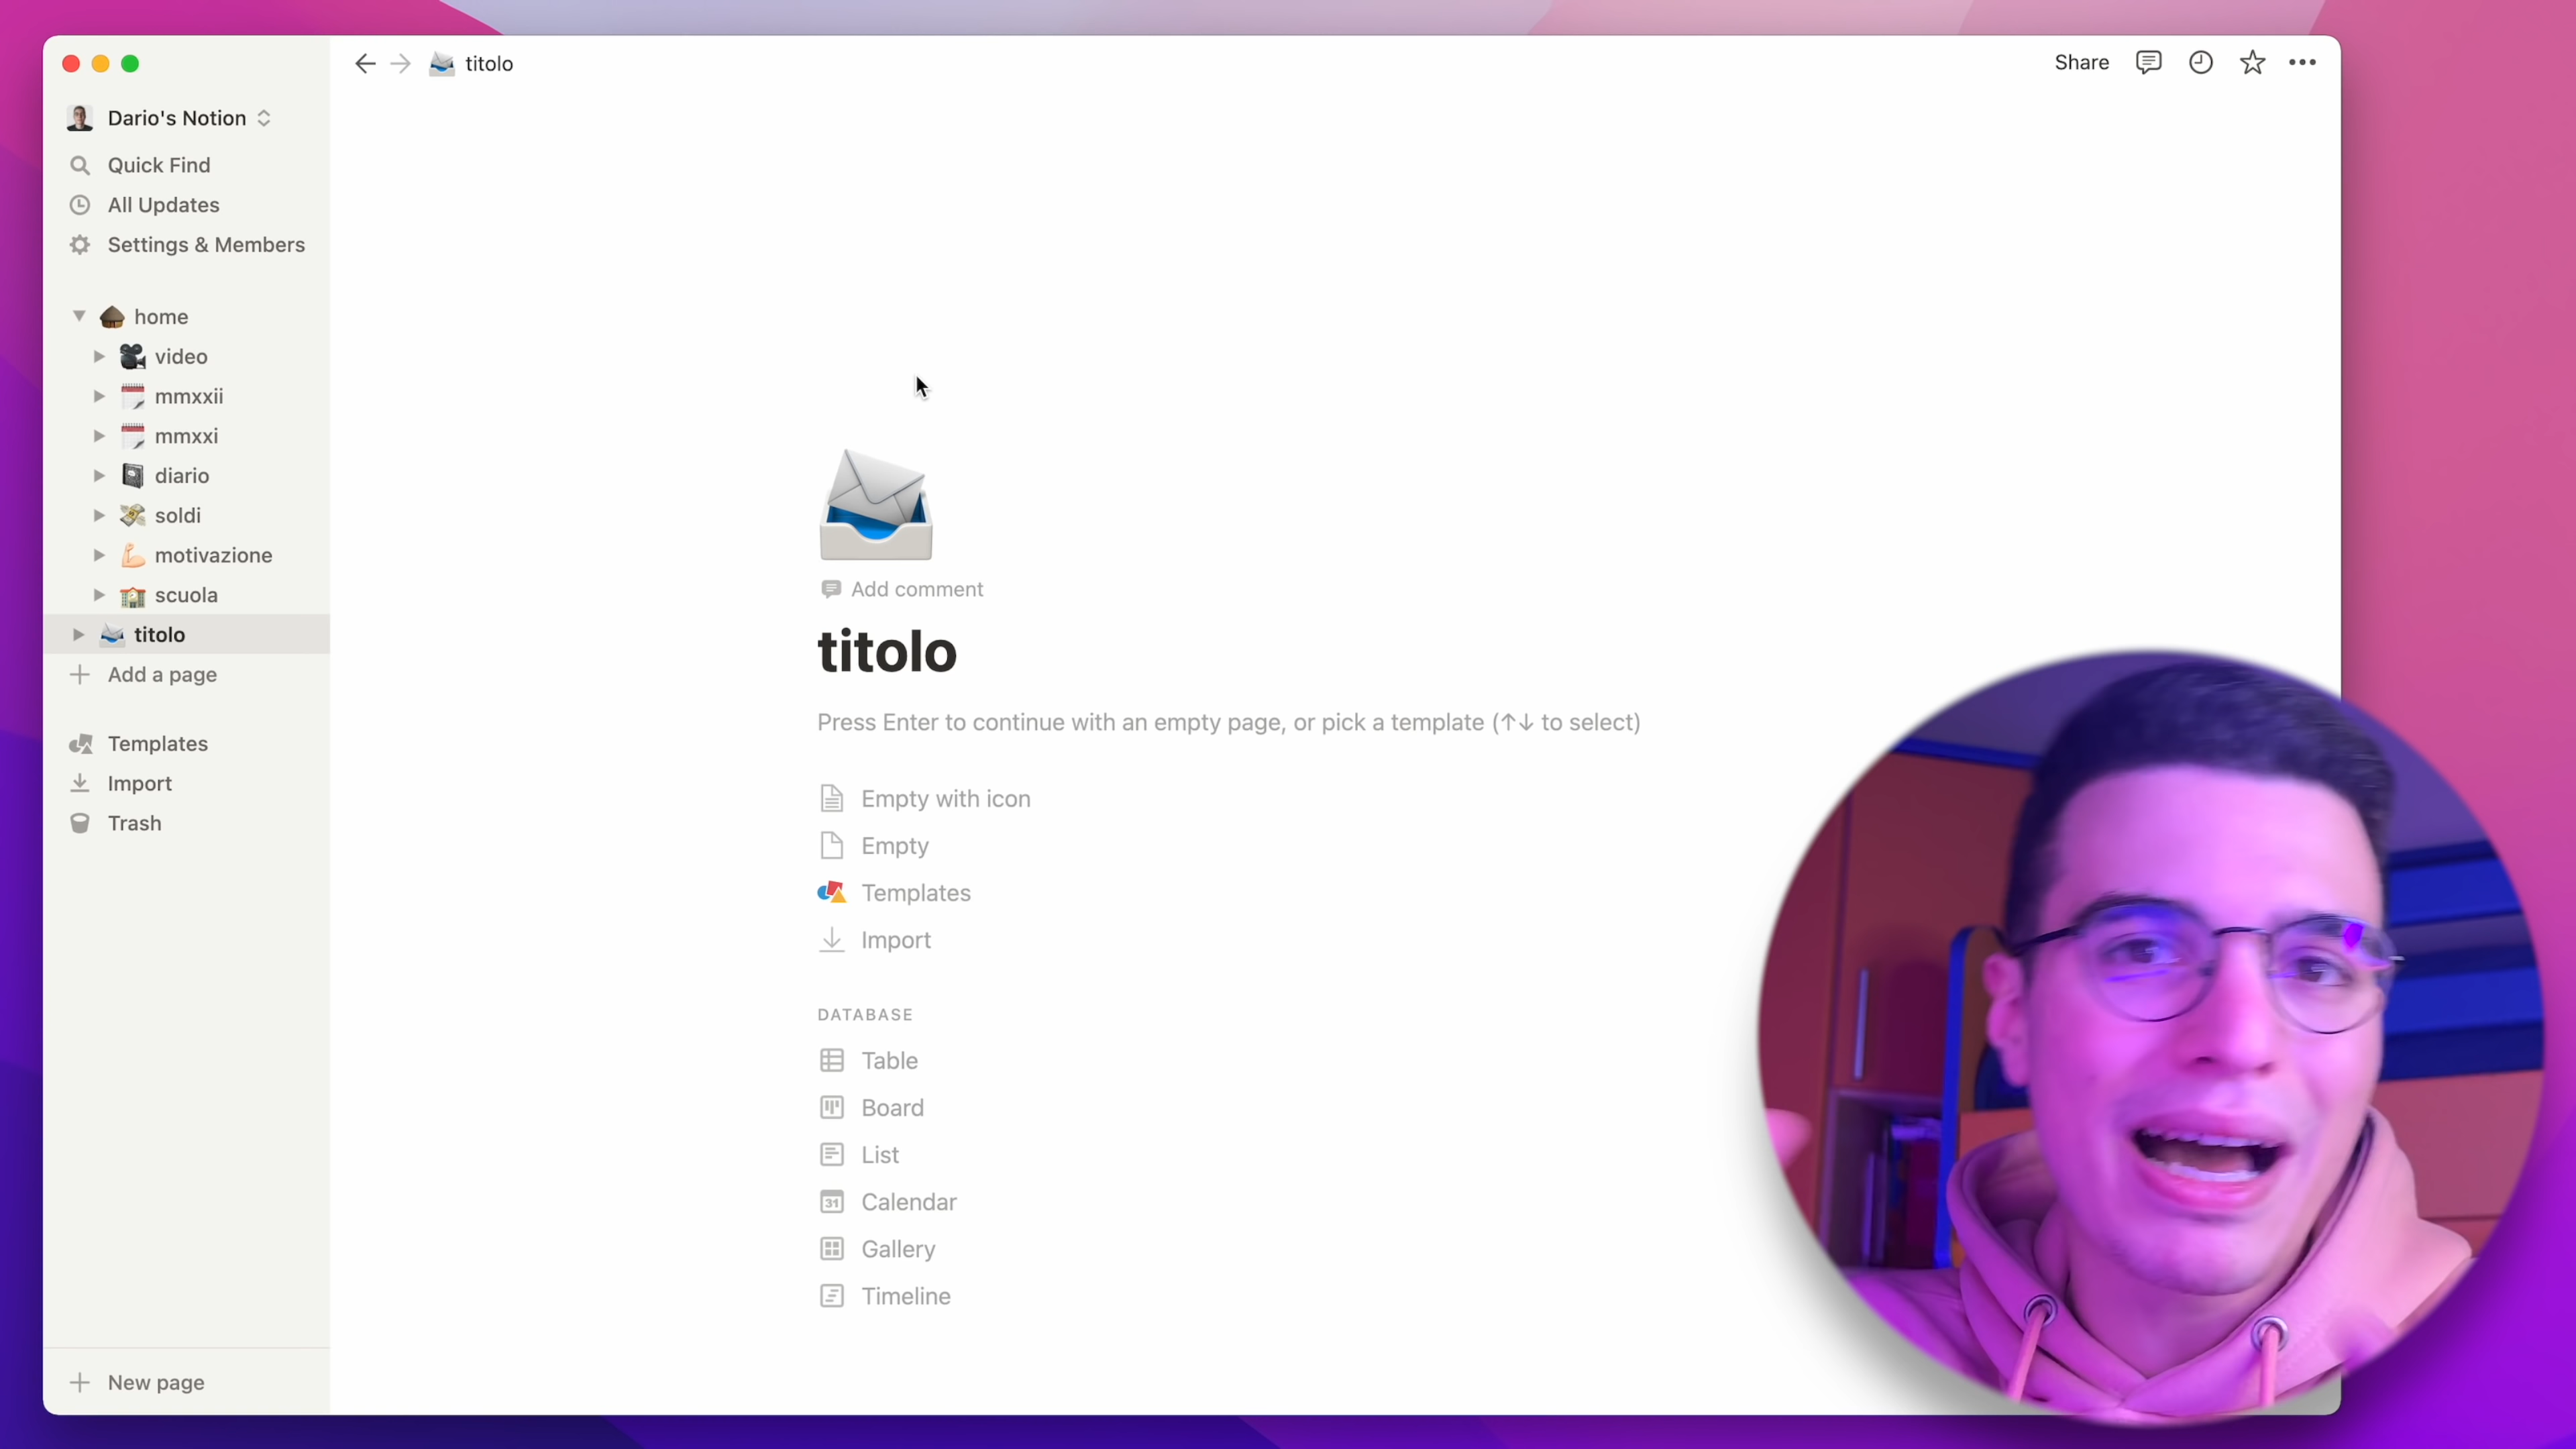 titolo
Share
Dario's Notion
Quick Find
All Updates
Settings & Members
home
video
mmxxii
mmxxi
diario
soldi
motivazione
scuola
titolo
Add a page
Templates
Import
Trash
New page
Add comment
titolo
Press Enter to continue with an empty page, or pick a template (↑↓ to select)
Empty with icon
Empty
Templates
Import
DATABASE
Table
Board
List
31 Calendar
Gallery
Timeline